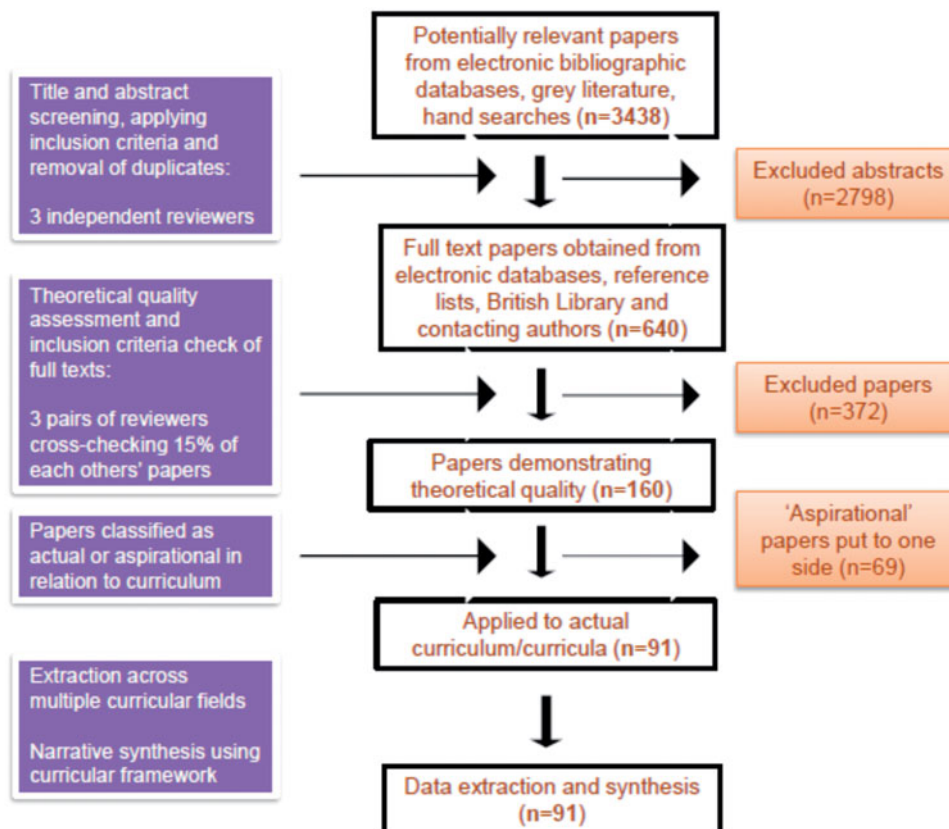 Potentially relevant papers
from electronic bibliographic
databases, grey literature,
hand searches (n=3438)
Title and abstract
screening, applying
inclusion criteria and
removal of duplicates:
3 independent reviewers
Excluded abstracts
(n=2798)
Full text papers obtained from
electronic databases, reference
lists, British Library and
contacting authors (n=640)
Theoretical quality
assessment and
inclusion criteria check of
full texts:
3 pairs of reviewers
cross-checking 15% of
each others' papers
Excluded papers
(n=372)
Papers demonstrating
theoretical quality (n=160)
Papers classified as
actual or aspirational in
relation to curriculum
'Aspirational'
papers put to one
side (n=69)
Applied to actual
curriculum/curricula (n=91)
Extraction across
multiple curricular fields
Narrative synthesis using
curricular framework
Data extraction and synthesis
(n=91)